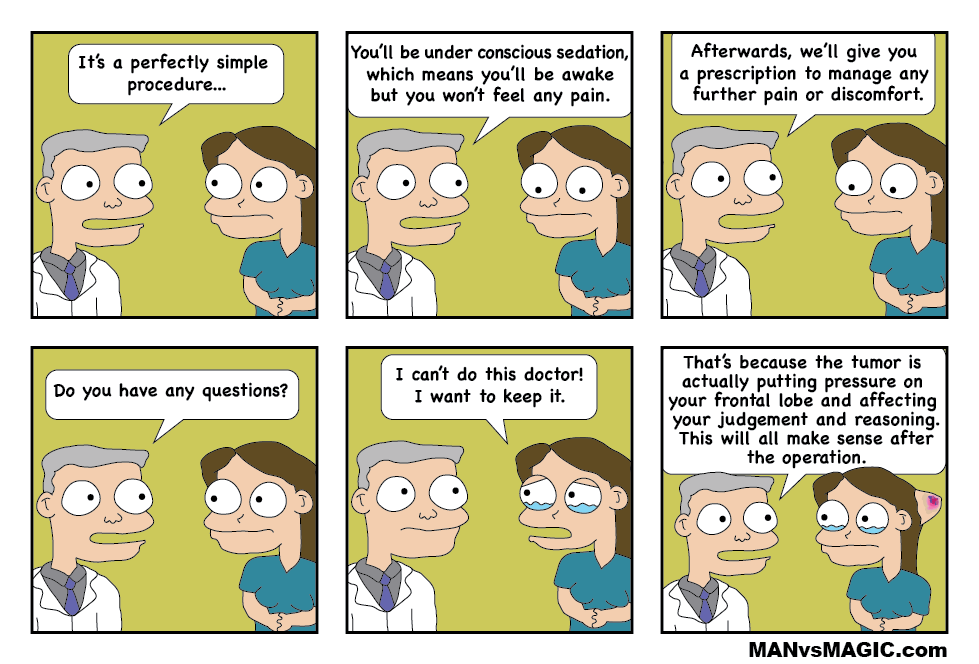 It's a perfectly simple
procedure...
You'll be under conscious sedation,
which means you'll be awake
but you won't feel any pain.
Afterwards, we'll give you
a prescription to manage any
further pain or discomfort.
Do you have any questions?
I can't do this doctor!
I want to keep it.
That's because the tumor is
actually putting pressure on
your frontal lobe and affecting
your judgement and reasoning.
This will all make sense after
the operation.
MANvsMAGIC.com